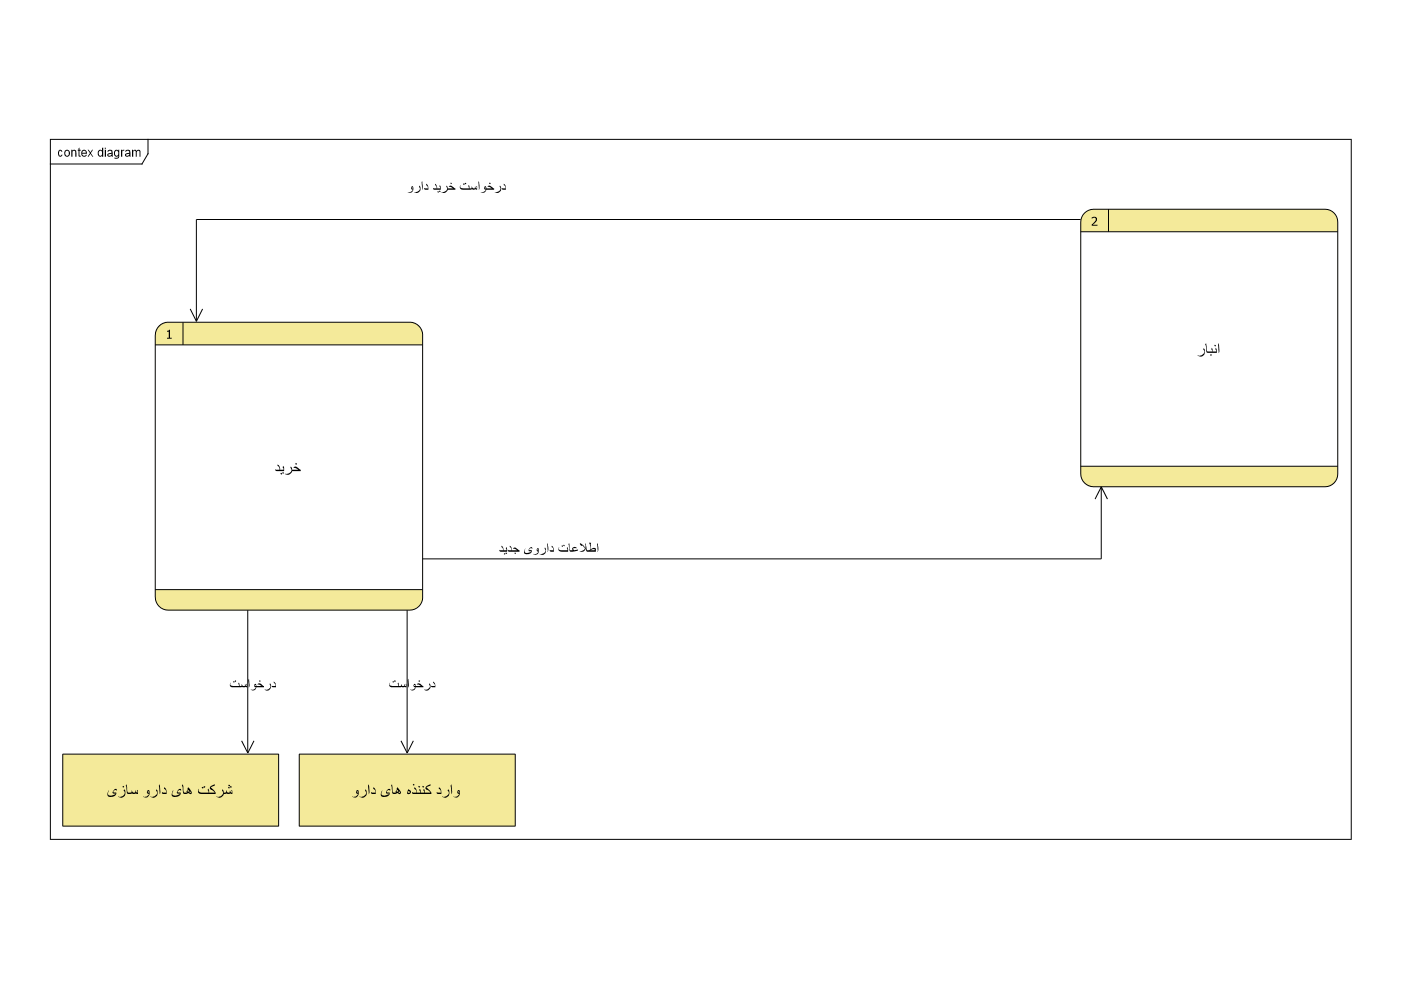 contex diagram
درخواست خرید دارو
2
انبار
1
خرید
اطلاعات داروی جدید
درخواست
درخواست
شرکت های دارو سازی
وارد کننذه های دارو